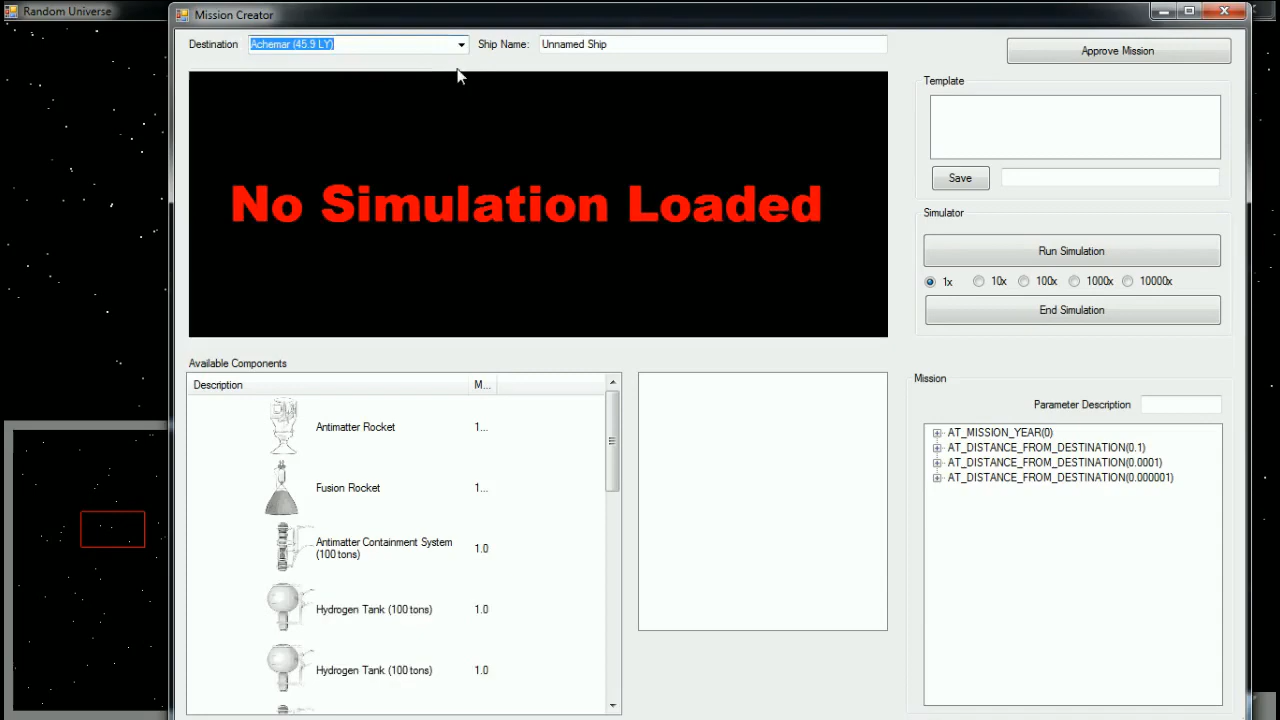 Random Universe
Mission Creator
Destination
Achemar (45.9 LY)
Ship Name:
Unnamed Ship
Approve Mission
Template
No Simulation Loaded
Save
Simulator
Run Simulation
1x
10x
100x
1000x
10000x
End Simulation
Available Components
Description
M...
Antimatter Rocket
1...
Fusion Rocket
1...
Antimatter Containment System
(100 tons)
1.0
Hydrogen Tank (100 tons)
1.0
Hydrogen Tank (100 tons)
1.0
Mission
Parameter Description
AT_MISSION_YEAR(0)
AT_DISTANCE_FROM_DESTINATION(0.1)
AT_DISTANCE_FROM_DESTINATION(0.0001)
AT_DISTANCE_FROM_DESTINATION(0.000001)